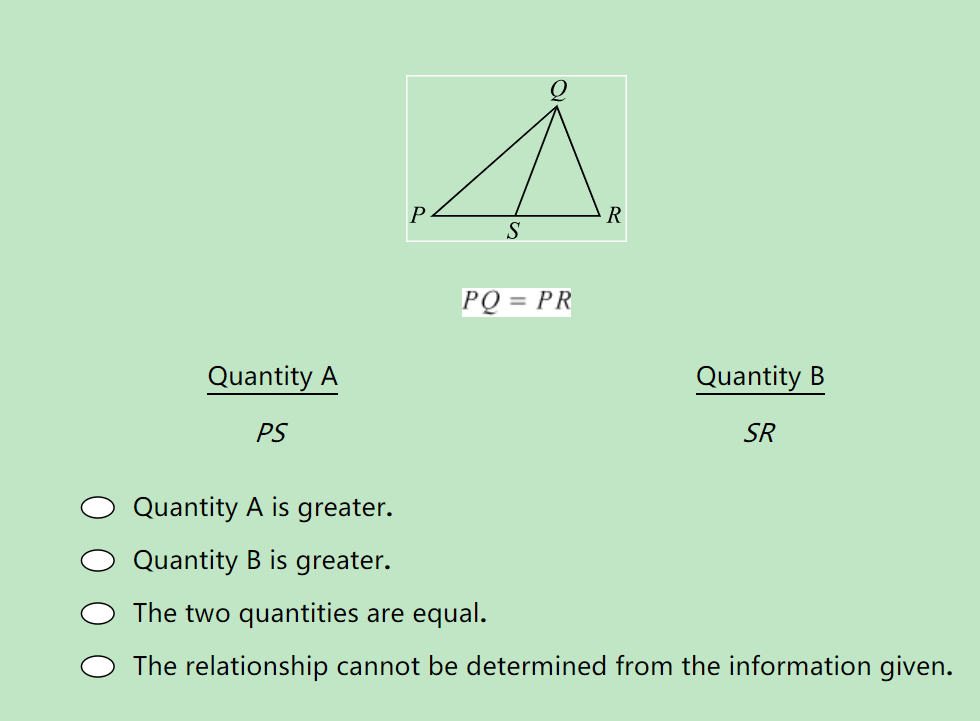 Q
P
R
S
PQ = PR
Quantity A
Quantity B
PS
SR
Quantity A is greater.
Quantity B is greater.
The two quantities are equal.
The relationship cannot be determined from the information given.